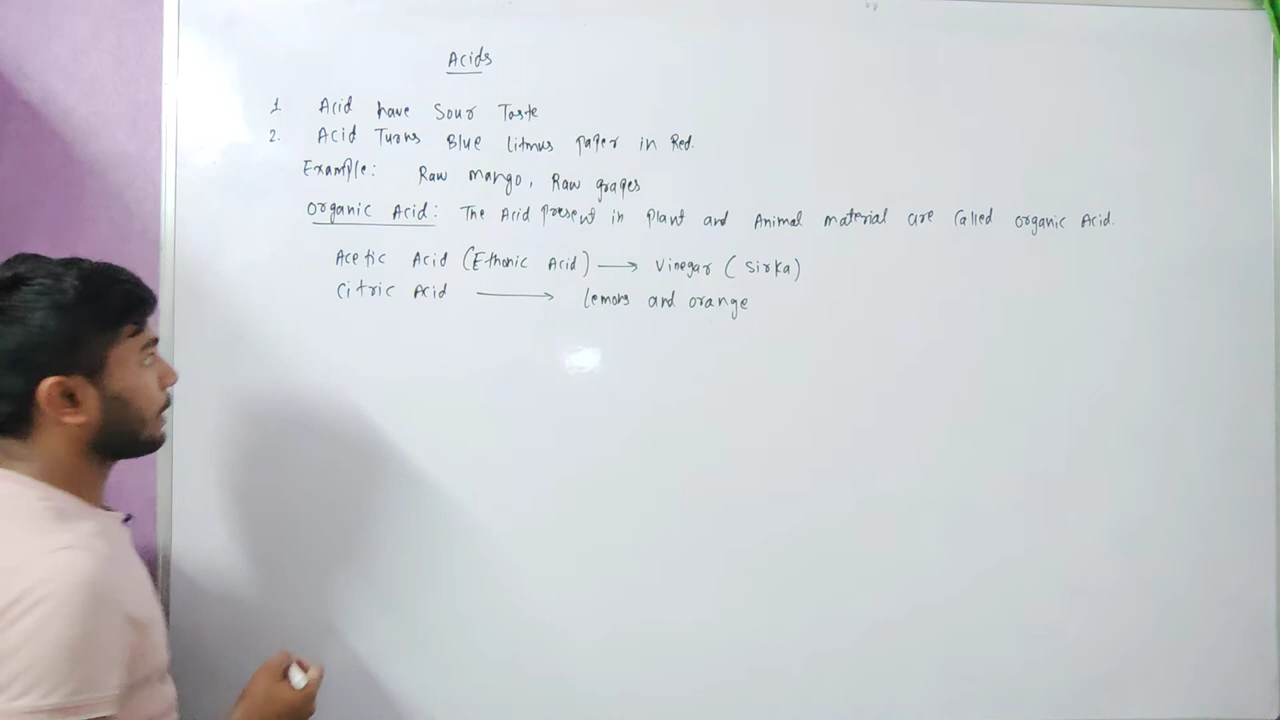 Acids
1. Acid have Sour Taste
2. Acid Turns Blue Litmus paper in Red.
Example: Raw mango, Raw grapes
Organic Acid: The Acid Present in Plant and Animal material are Called organic Acid.
Acetic Acid (Ethonic Acid) → Vinegar (Sirka)
Citric Acid → lemons and orange